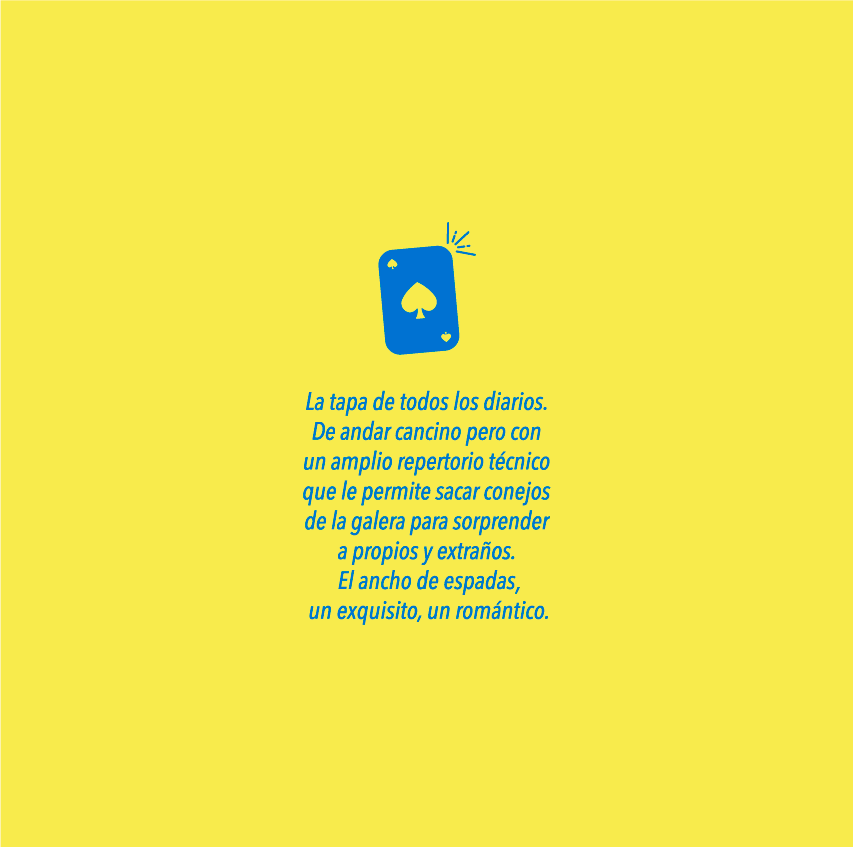 La tapa de todos los diarios.
De andar cancino pero con
un amplio repertorio técnico
que le permite sacar conejos
de la galera para sorprender
a propios y extraños.
El ancho de espadas,
un exquisito, un romántico.